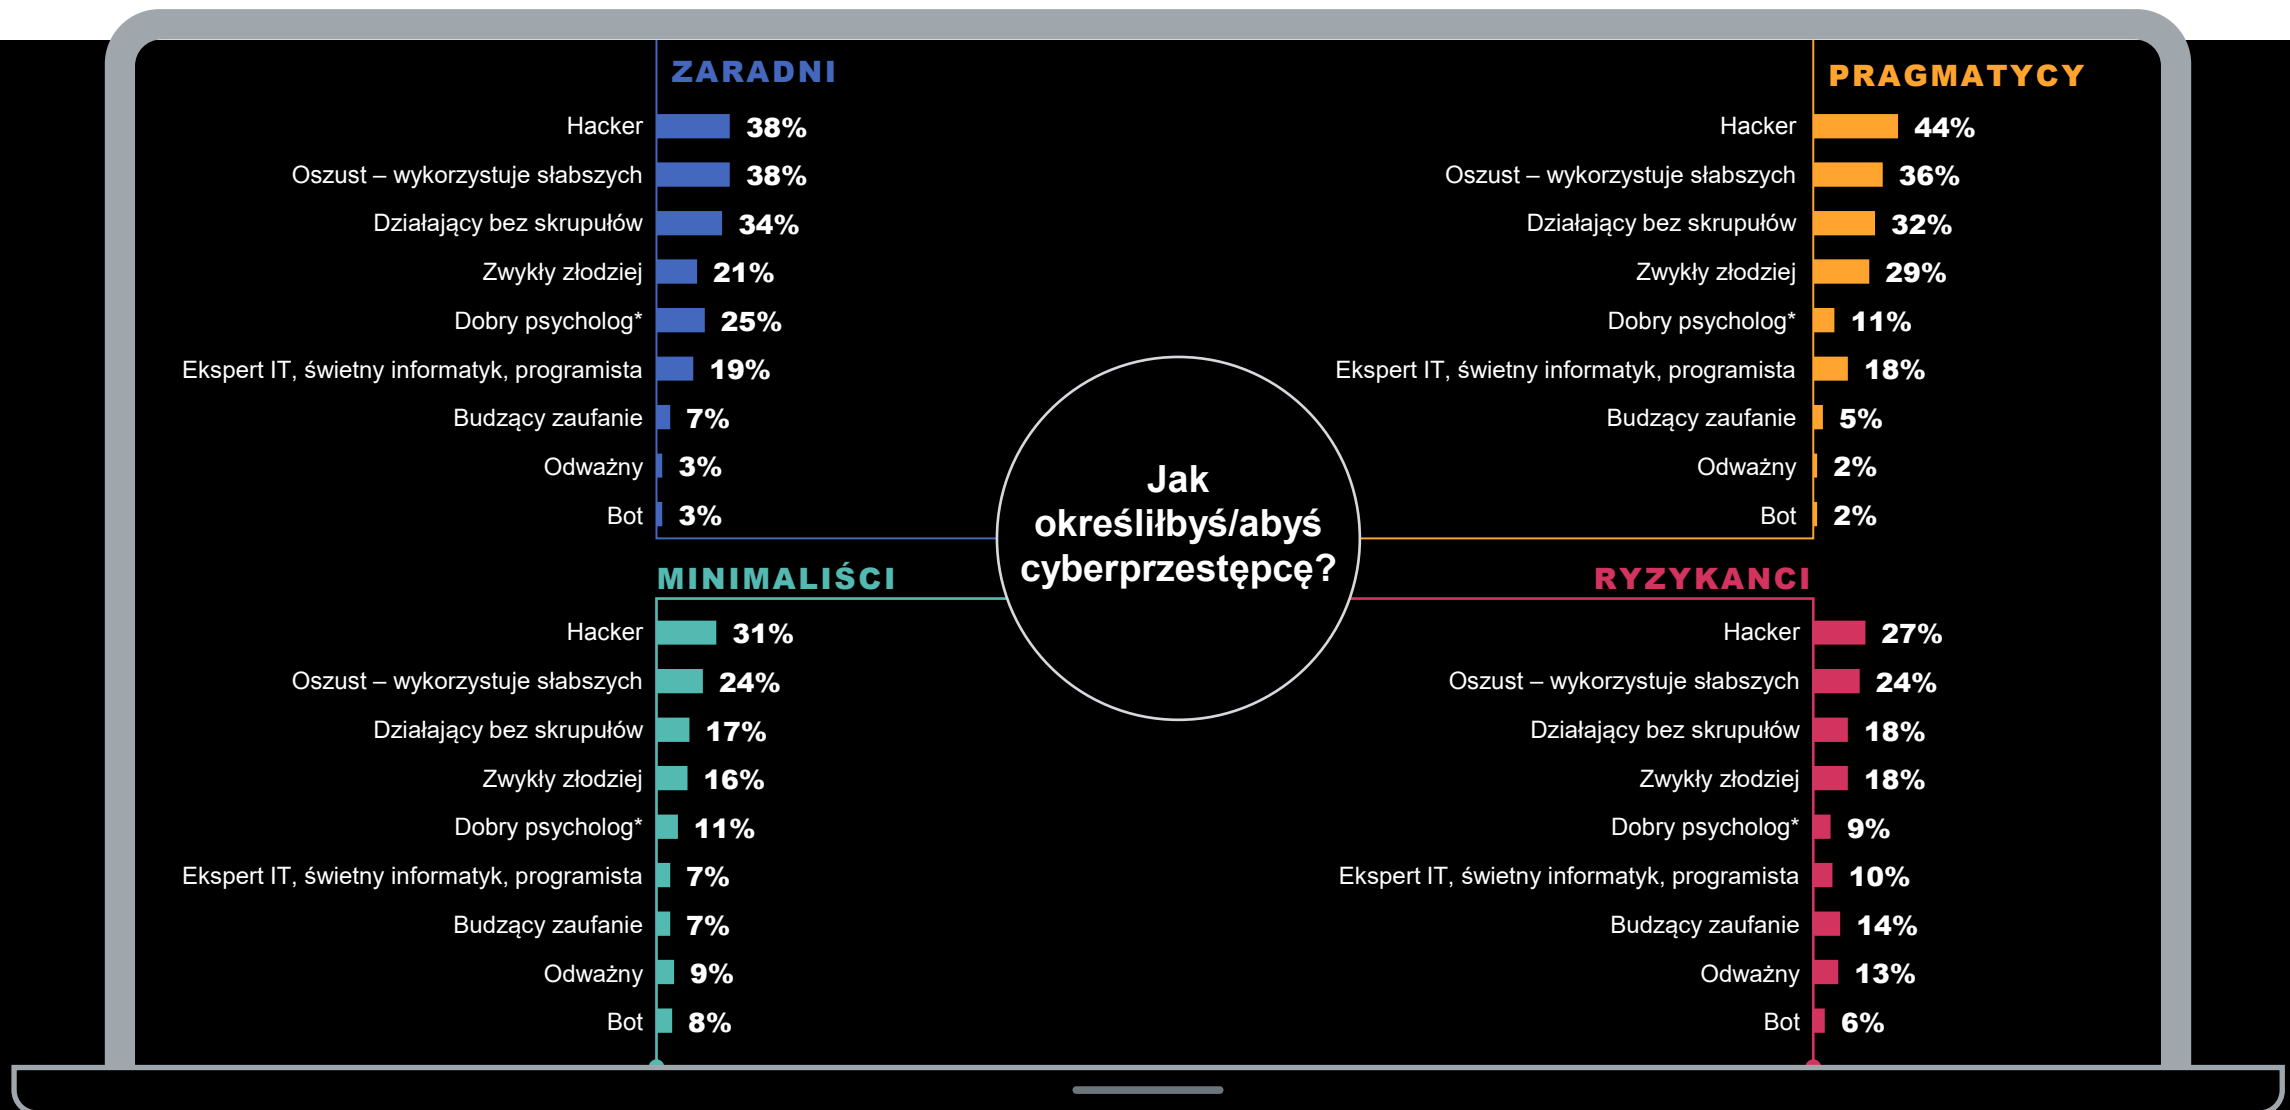 ZARADNI
Hacker 38%
Oszust – wykorzystuje słabszych 38%
Działający bez skrupułów 34%
Zwykły złodziej 21%
Dobry psycholog* 25%
Ekspert IT, świetny informatyk, programista 19%
Budzący zaufanie 7%
Odważny 3%
Bot 3%
PRAGMATYCY
Hacker 44%
Oszust – wykorzystuje słabszych 36%
Działający bez skrupułów 32%
Zwykły złodziej 29%
Dobry psycholog* 11%
Ekspert IT, świetny informatyk, programista 18%
Budzący zaufanie 5%
Odważny 2%
Bot 2%
Jak
określiłbyś/abyś
cyberprzestępcę?
MINIMALIŚCI
Hacker 31%
Oszust – wykorzystuje słabszych 24%
Działający bez skrupułów 17%
Zwykły złodziej 16%
Dobry psycholog* 11%
Ekspert IT, świetny informatyk, programista 7%
Budzący zaufanie 7%
Odważny 9%
Bot 8%
RYZYKANCI
Hacker 27%
Oszust – wykorzystuje słabszych 24%
Działający bez skrupułów 18%
Zwykły złodziej 18%
Dobry psycholog* 9%
Ekspert IT, świetny informatyk, programista 10%
Budzący zaufanie 14%
Odważny 13%
Bot 6%